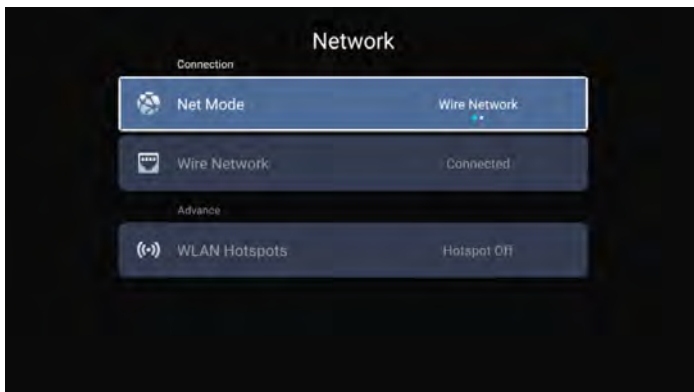 Network
Connection
Net Mode Wire Network
Wire Network Connected
Advance
WLAN Hotspots Hotspot Off